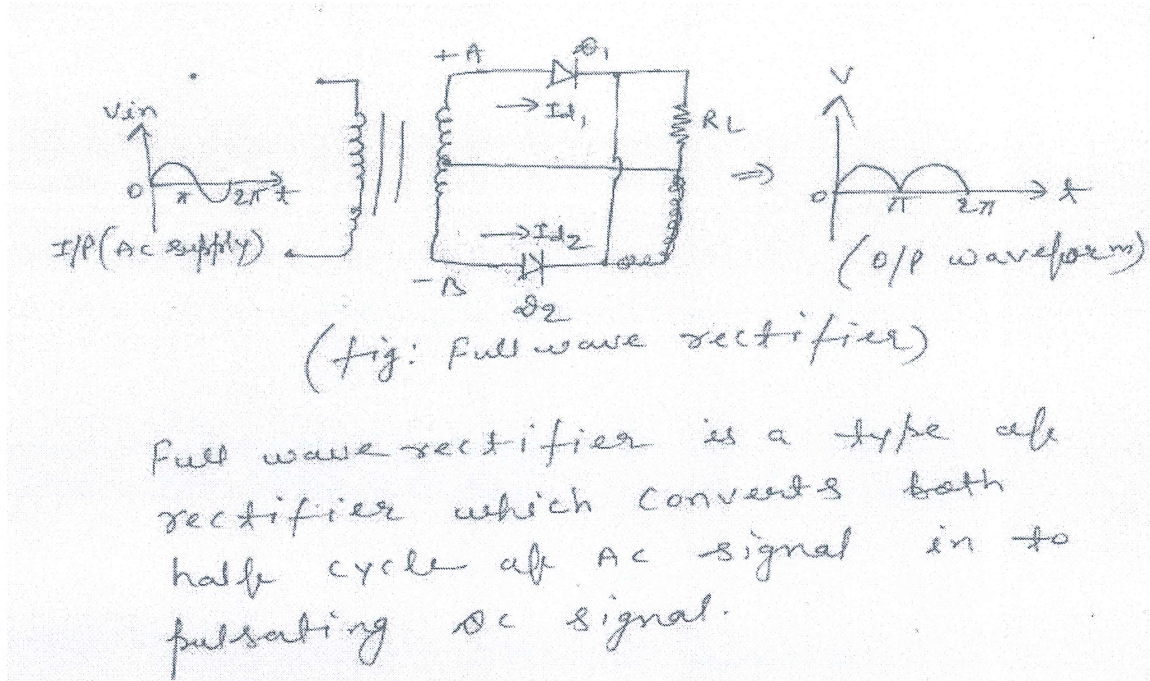 +A D1
V
Vin
→Id1
RL
⇒
0 π 2π t
0 π 2π t
I/P (AC supply)
→Id2
(O/P waveform)
-B
D2
(fig: Full wave rectifier)
Full wave rectifier is a type of
rectifier which converts both
half cycle of AC signal in to
pulsating DC signal.